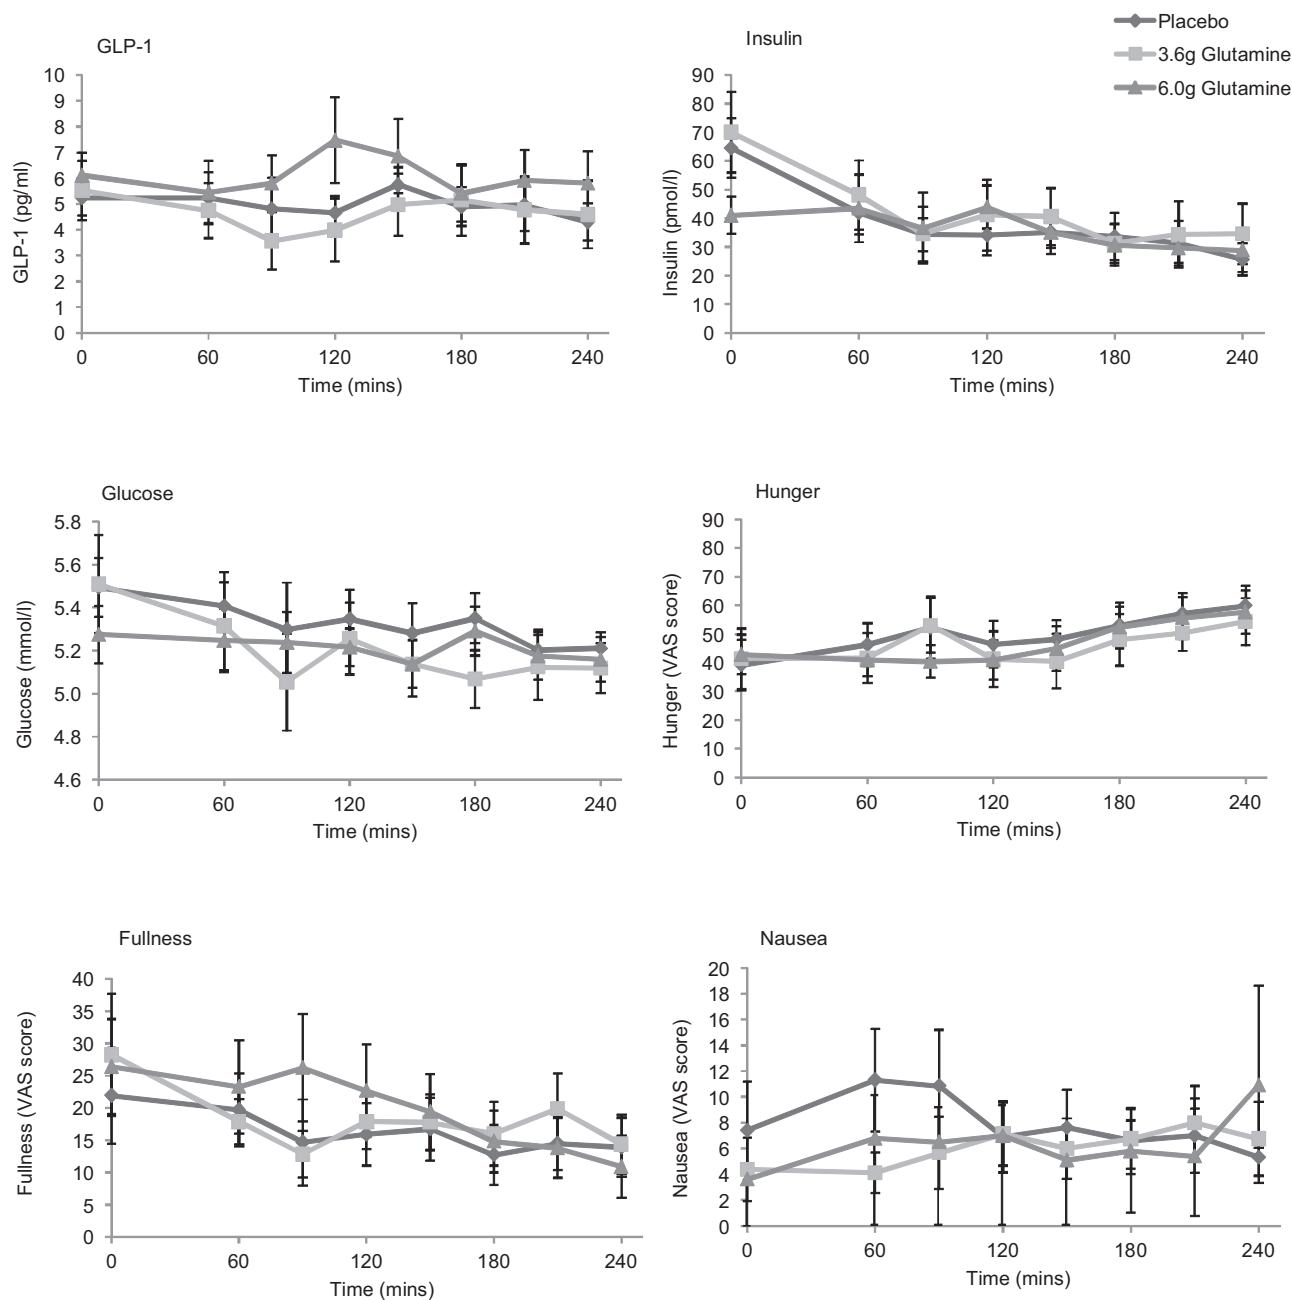 Placebo
3.6g Glutamine
6.0g Glutamine
GLP-1
GLP-1 (pg/ml)
10
9
8
7
6
5
4
3
2
1
0
0 60 120 180 240
Time (mins)
Insulin
Insulin (pmol/l)
90
80
70
60
50
40
30
20
10
0
0 60 120 180 240
Time (mins)
Glucose
Glucose (mmol/l)
5.8
5.6
5.4
5.2
5.0
4.8
4.6
0 60 120 180 240
Time (mins)
Hunger
Hunger (VAS score)
90
80
70
60
50
40
30
20
10
0
0 60 120 180 240
Time (mins)
Fullness
Fullness (VAS score)
40
35
30
25
20
15
10
5
0
0 60 120 180 240
Time (mins)
Nausea
Nausea (VAS score)
20
18
16
14
12
10
8
6
4
2
0
0 60 120 180 240
Time (mins)